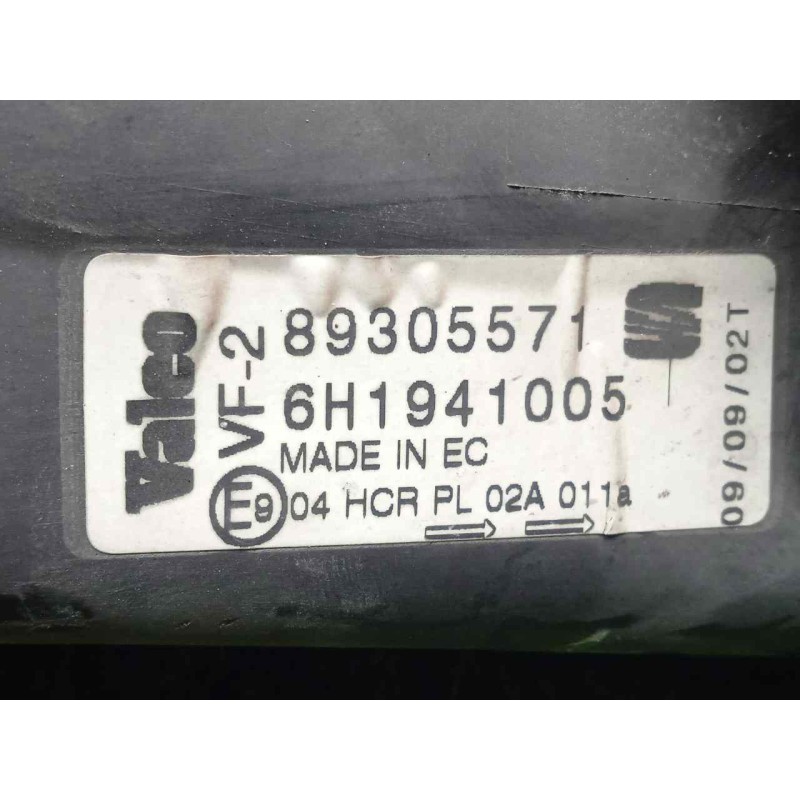 Valeo
VF-2
89305571
6H1941005
MADE IN EC
E9 04 HCR PL 02A 011a
09/09/02T